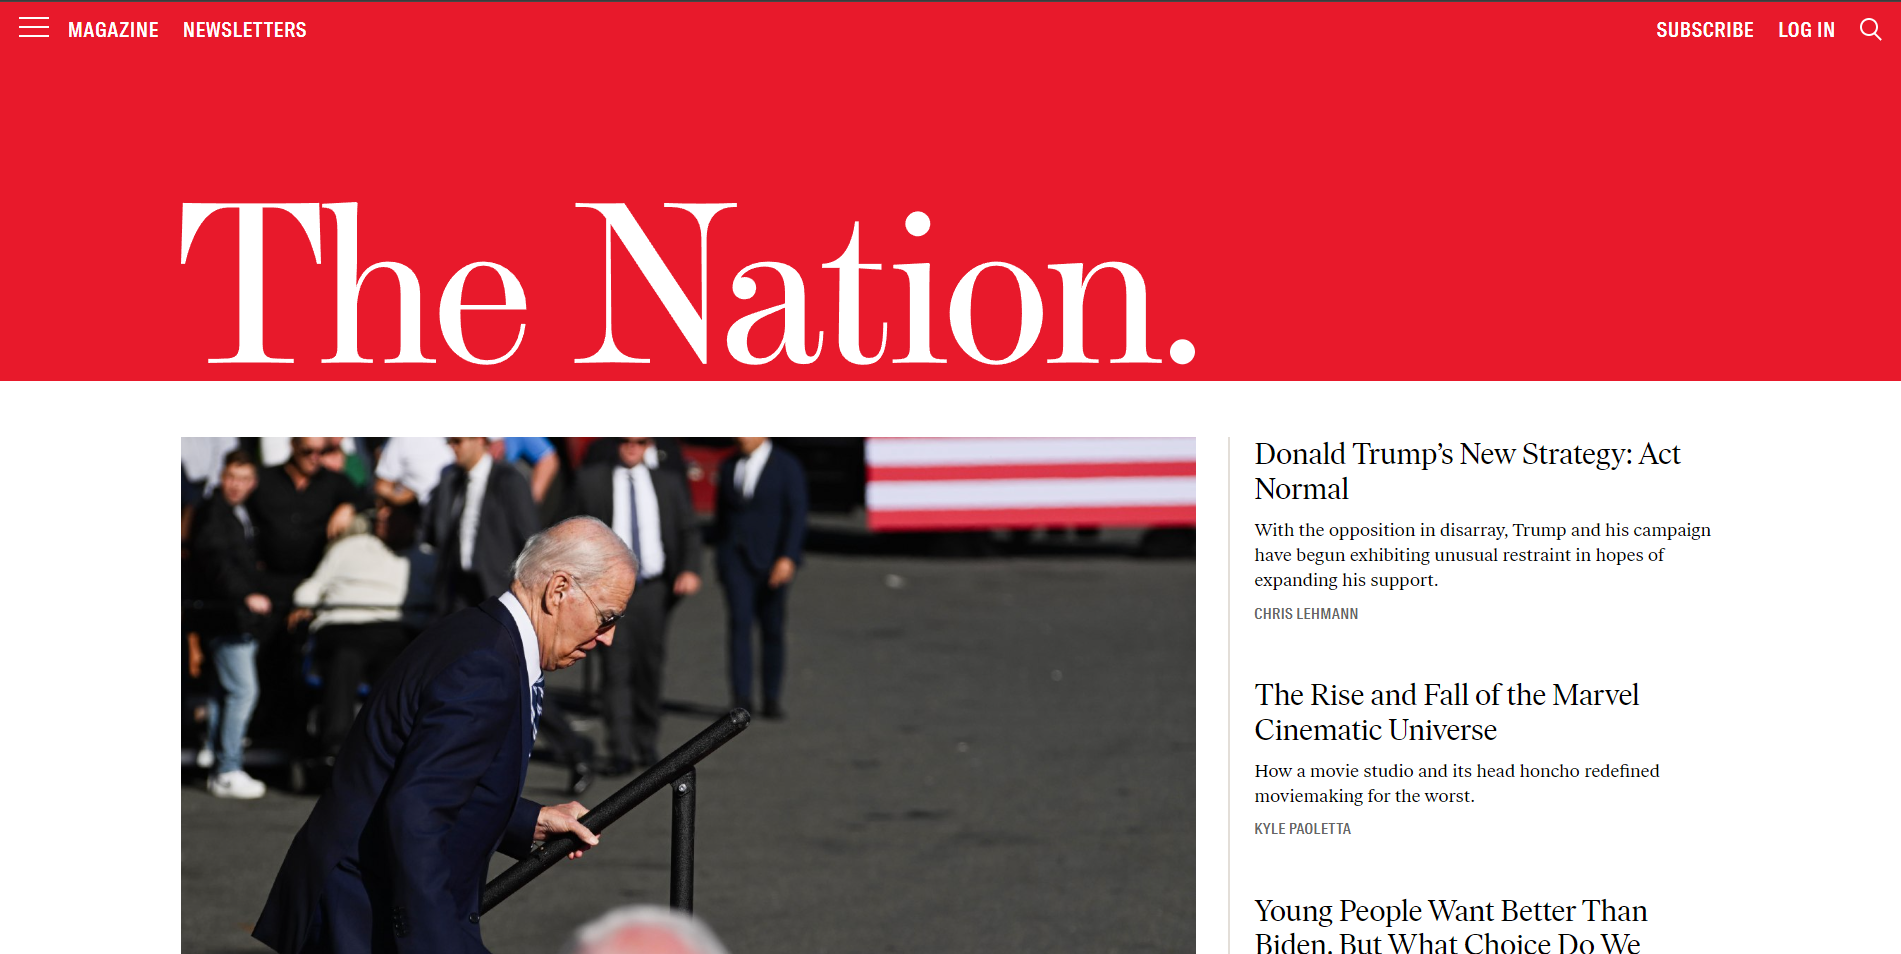 MAGAZINE NEWSLETTERS SUBSCRIBE LOG IN
The Nation.
Donald Trump’s New Strategy: Act
Normal
With the opposition in disarray, Trump and his campaign
have begun exhibiting unusual restraint in hopes of
expanding his support.
CHRIS LEHMANN
The Rise and Fall of the Marvel
Cinematic Universe
How a movie studio and its head honcho redefined
moviemaking for the worst.
KYLE PAOLETTA
Young People Want Better Than
Biden. But What Choice Do We